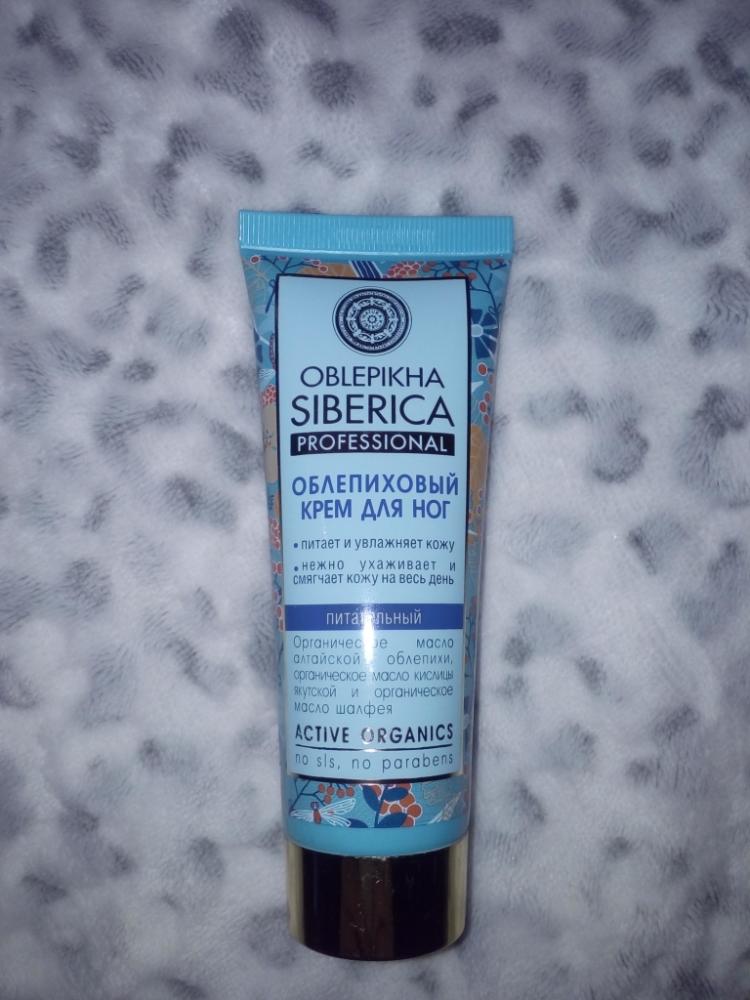 OBLEPIKHA
SIBERICA
PROFESSIONAL
ОБЛЕПИХОВЫЙ
КРЕМ ДЛЯ НОГ
• питает и увлажняет кожу
• нежно ухаживает и
смягчает кожу на весь день
питательный
Органическое масло
алтайской облепихи,
органическое масло кислицы
якутской и органическое
масло шалфея
ACTIVE ORGANICS
no sls, no parabens